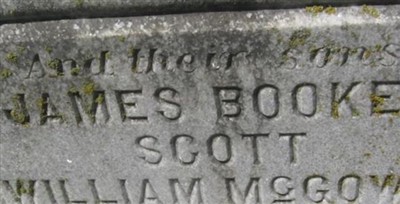 And their sons
JAMES BOOKE
SCOTT
WILLIAM McGOW